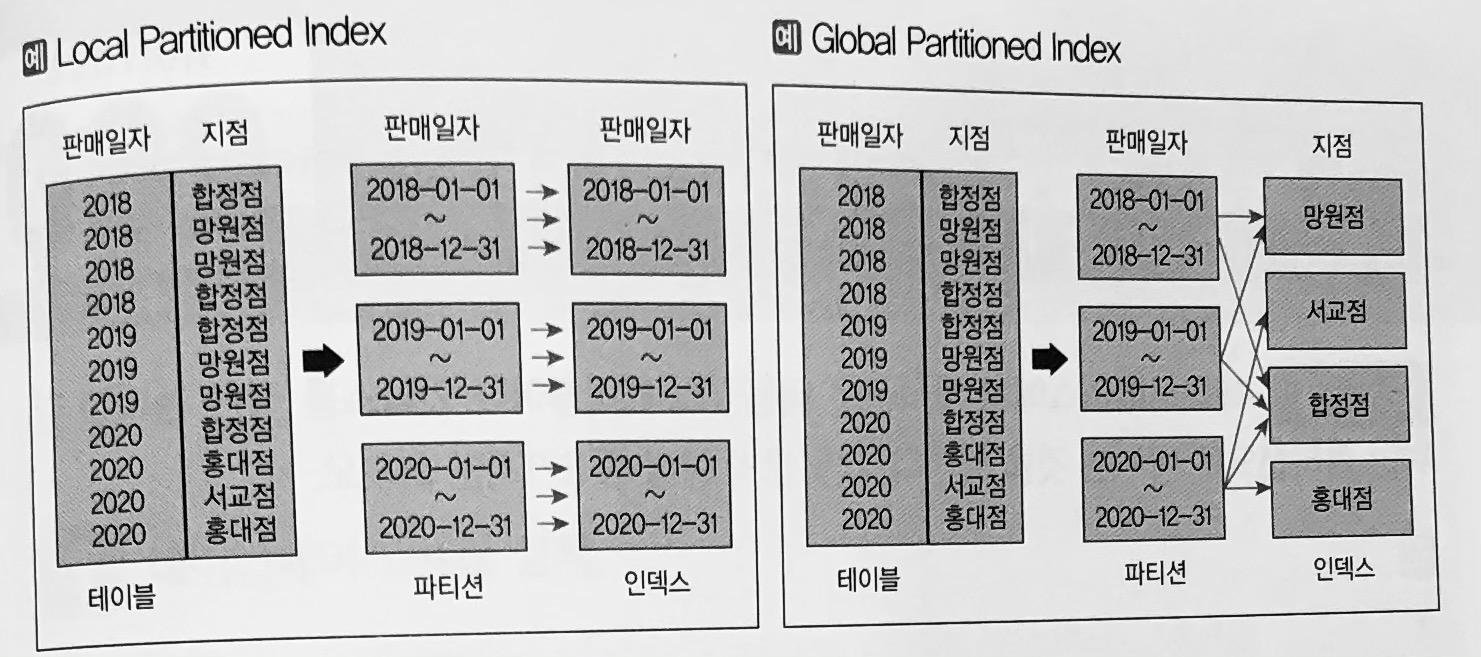 예 Local Partitioned Index
판매일자 지점
2018 합정점
2018 망원점
2018 망원점
2018 합정점
2019 합정점
2019 망원점
2019 망원점
2020 합정점
2020 홍대점
2020 서교점
2020 홍대점
테이블
판매일자
2018-01-01
~
2018-12-31
2019-01-01
~
2019-12-31
2020-01-01
~
2020-12-31
파티션
판매일자
2018-01-01
~
2018-12-31
2019-01-01
~
2019-12-31
2020-01-01
~
2020-12-31
인덱스
예 Global Partitioned Index
판매일자 지점
2018 합정점
2018 망원점
2018 망원점
2018 합정점
2019 합정점
2019 망원점
2019 망원점
2020 합정점
2020 홍대점
2020 서교점
2020 홍대점
테이블
판매일자
2018-01-01
~
2018-12-31
2019-01-01
~
2019-12-31
2020-01-01
~
2020-12-31
파티션
지점
망원점
서교점
합정점
홍대점
인덱스